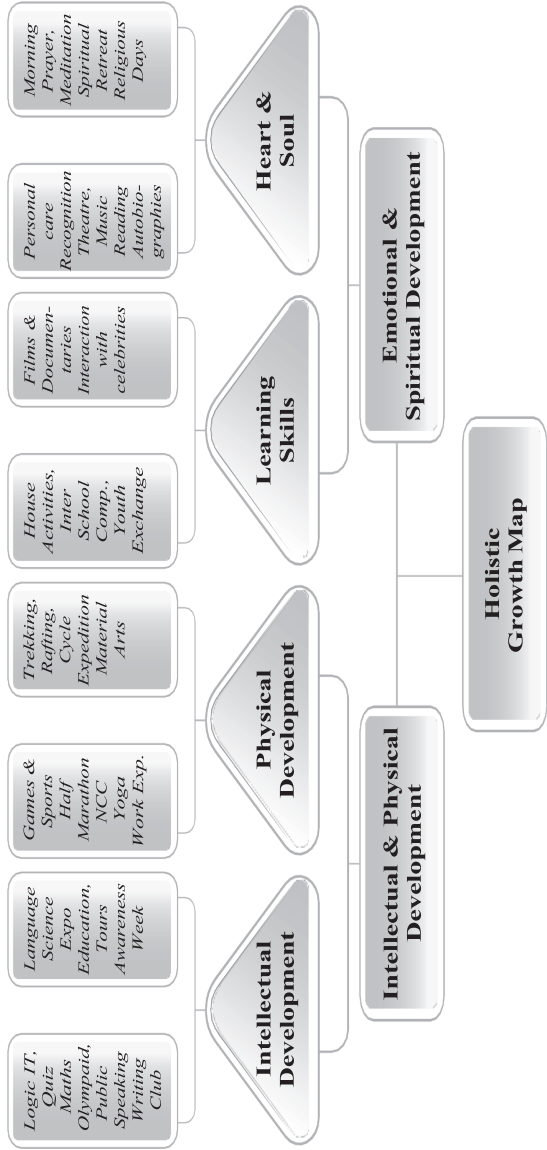 Logic IT,
Quiz
Maths
Olympaid,
Public
Speaking
Writing
Club
Language
Science
Expo
Education,
Tours
Awareness
Week
Games &
Sports
Half
Marathon
NCC
Yoga
Work Exp.
Trekking,
Rafting,
Cycle
Expedition
Material
Arts
House
Activities,
Inter
School
Comp.,
Youth
Exchange
Films &
Documen-
taries
Interaction
with
celebrities
Personal
care
Recognition
Theatre,
Music
Reading
Autobio-
graphies
Morning
Prayer,
Meditation
Spiritual
Retreat
Religious
Days
Intellectual
Development
Physical
Development
Learning
Skills
Heart &
Soul
Intellectual & Physical
Development
Emotional &
Spiritual Development
Holistic
Growth Map